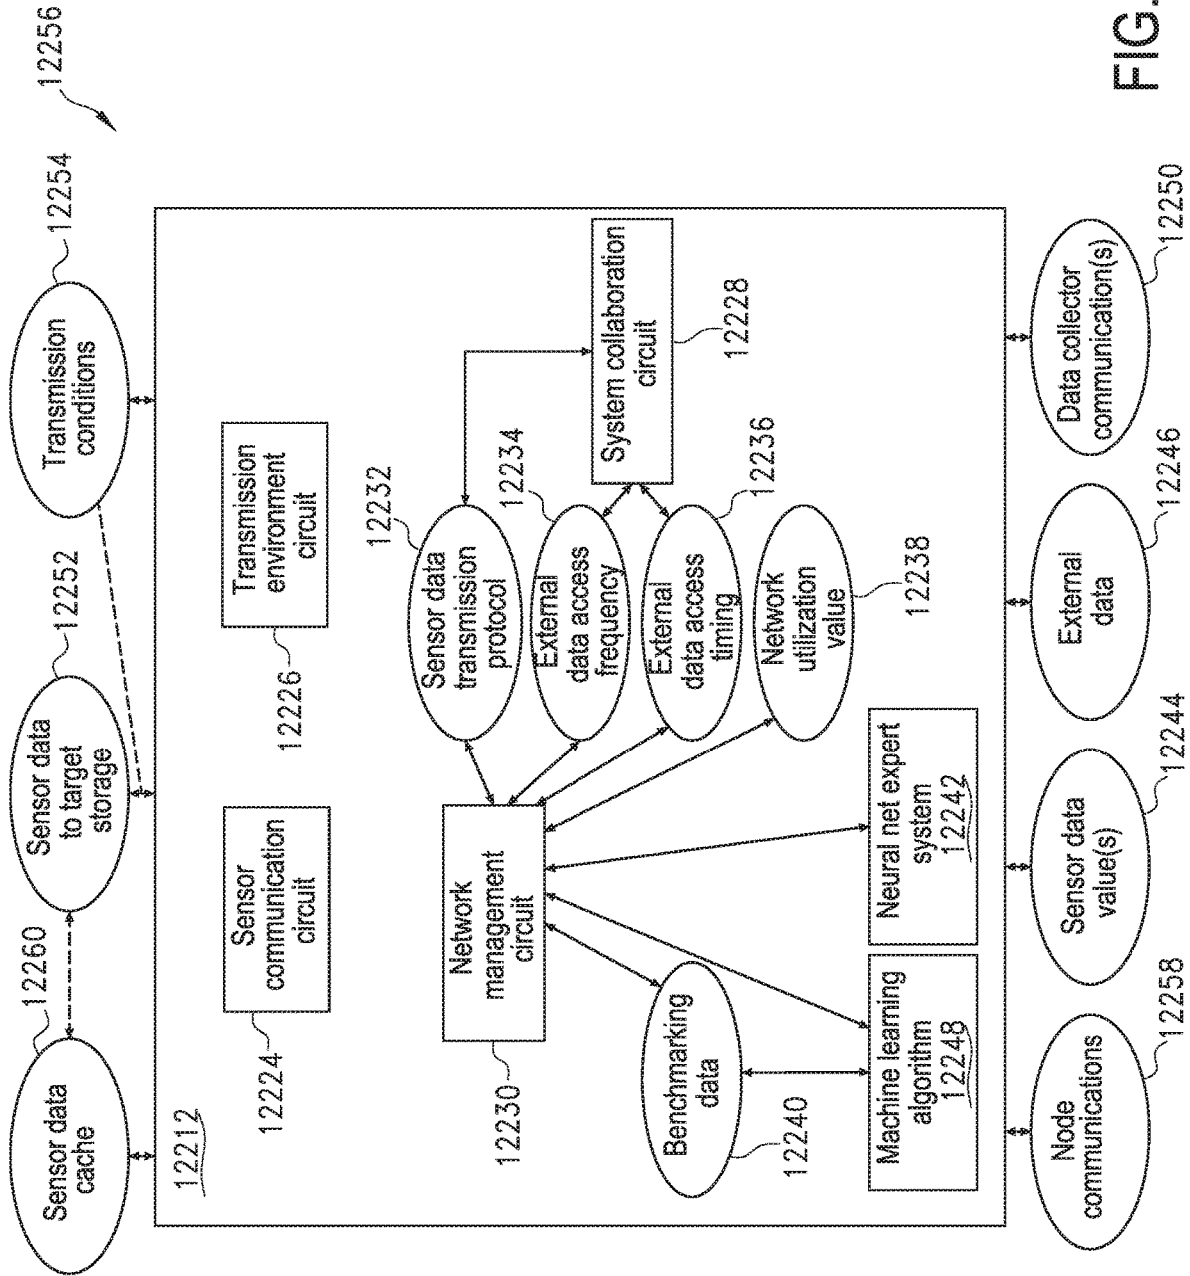 12256
12260
12252
12254
Sensor data
cache
Sensor data
to target
storage
Transmission
conditions
12212
Sensor
communication
circuit
12224
Transmission
environment
circuit
12226
Network
management
circuit
12230
Sensor data
transmission
protocol
12232
External
data access
frequency
12234
External
data access
timing
12236
Network
utilization
value
12238
System collaboration
circuit
12228
Benchmarking
data
12240
Machine learning
algorithm
12248
Neural net expert
system
12242
Node
communications
12258
Sensor data
value(s)
12244
External
data
12246
Data collector
communication(s)
12250
FIG.